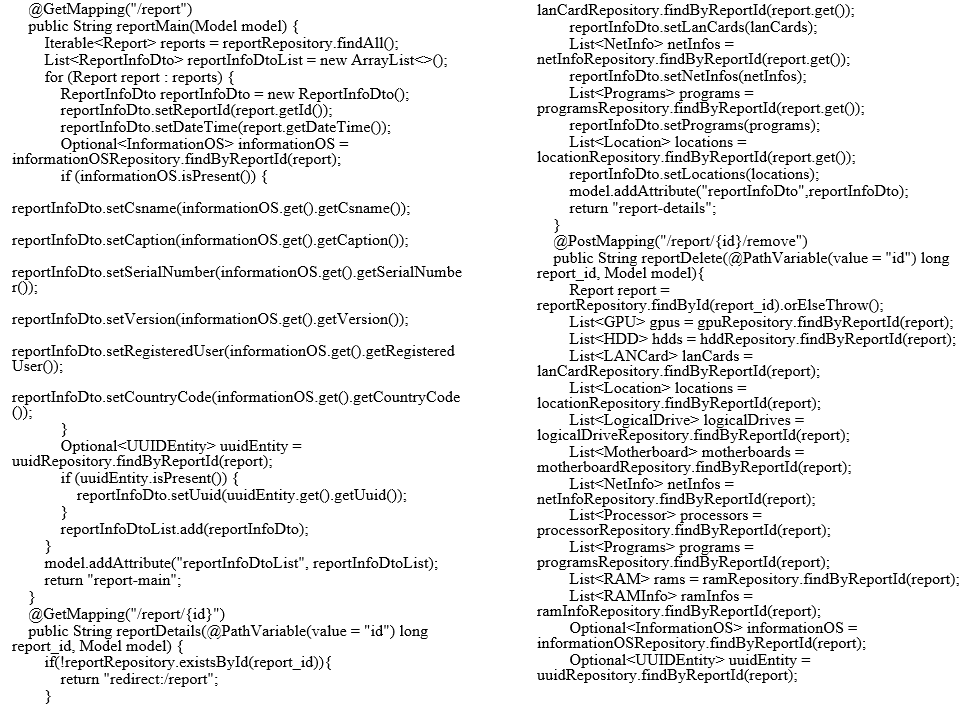 @GetMapping("/report")
public String reportMain(Model model) {
Iterable<Report> reports = reportRepository.findAll();
List<ReportInfoDto> reportInfoDtoList = new ArrayList<>();
for (Report report : reports) {
ReportInfoDto reportInfoDto = new ReportInfoDto();
reportInfoDto.setReportId(report.getId());
reportInfoDto.setDateTime(report.getDateTime());
Optional<InformationOS> informationOS =
informationOSRepository.findByReportId(report);
if (informationOS.isPresent()) {
reportInfoDto.setCsname(informationOS.get().getCsname());
reportInfoDto.setCaption(informationOS.get().getCaption());
reportInfoDto.setSerialNumber(informationOS.get().getSerialNumbe
r());
reportInfoDto.setVersion(informationOS.get().getVersion());
reportInfoDto.setRegisteredUser(informationOS.get().getRegistered
User());
reportInfoDto.setCountryCode(informationOS.get().getCountryCode
());
}
Optional<UUIDEntity> uuidEntity =
uuidRepository.findByReportId(report);
if (uuidEntity.isPresent()) {
reportInfoDto.setUuid(uuidEntity.get().getUuid());
}
reportInfoDtoList.add(reportInfoDto);
}
model.addAttribute("reportInfoDtoList", reportInfoDtoList);
return "report-main";
}
@GetMapping("/report/{id}")
public String reportDetails(@PathVariable(value = "id") long
report_id, Model model) {
if(!reportRepository.existsById(report_id)){
return "redirect:/report";
}
lanCardRepository.findByReportId(report.get());
reportInfoDto.setLanCards(lanCards);
List<NetInfo> netInfos =
netInfoRepository.findByReportId(report.get());
reportInfoDto.setNetInfos(netInfos);
List<Programs> programs =
programsRepository.findByReportId(report.get());
reportInfoDto.setPrograms(programs);
List<Location> locations =
locationRepository.findByReportId(report.get());
reportInfoDto.setLocations(locations);
model.addAttribute("reportInfoDto",reportInfoDto);
return "report-details";
}
@PostMapping("/report/{id}/remove")
public String reportDelete(@PathVariable(value = "id") long
report_id, Model model){
Report report =
reportRepository.findById(report_id).orElseThrow();
List<GPU> gpus = gpuRepository.findByReportId(report);
List<HDD> hdds = hddRepository.findByReportId(report);
List<LANCard> lanCards =
lanCardRepository.findByReportId(report);
List<Location> locations =
locationRepository.findByReportId(report);
List<LogicalDrive> logicalDrives =
logicalDriveRepository.findByReportId(report);
List<Motherboard> motherboards =
motherboardRepository.findByReportId(report);
List<NetInfo> netInfos =
netInfoRepository.findByReportId(report);
List<Processor> processors =
processorRepository.findByReportId(report);
List<Programs> programs =
programsRepository.findByReportId(report);
List<RAM> rams = ramRepository.findByReportId(report);
List<RAMInfo> ramInfos =
ramInfoRepository.findByReportId(report);
Optional<InformationOS> informationOS =
informationOSRepository.findByReportId(report);
Optional<UUIDEntity> uuidEntity =
uuidRepository.findByReportId(report);